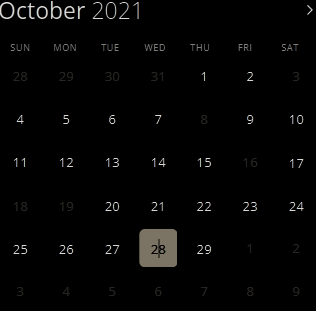 October 2021
SUN MON TUE WED THU FRI SAT
28 29 30 31 1 2 3
4 5 6 7 8 9 10
11 12 13 14 15 16 17
18 19 20 21 22 23 24
25 26 27 28 29 1 2
3 4 5 6 7 8 9